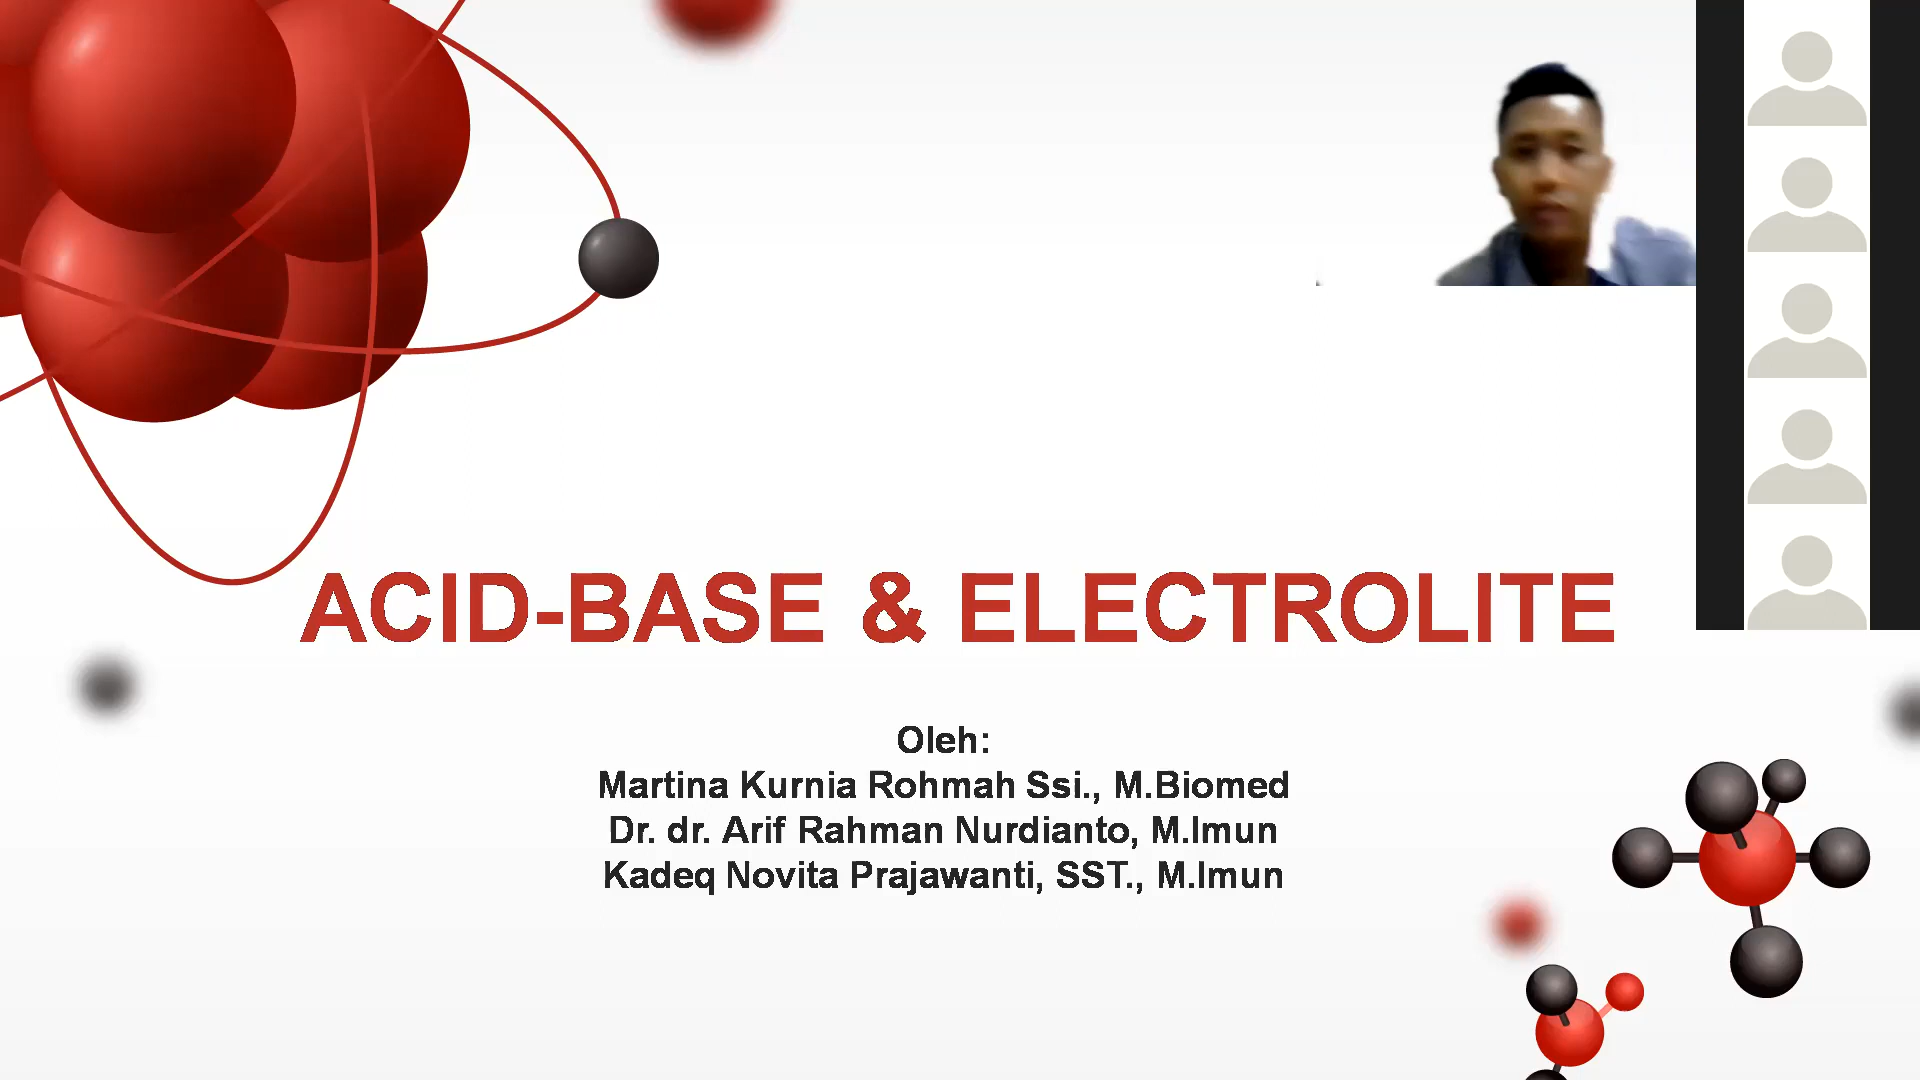 ACID-BASE & ELECTROLITE
Oleh:
Martina Kurnia Rohmah Ssi., M.Biomed
Dr. dr. Arif Rahman Nurdianto, M.Imun
Kadeq Novita Prajawanti, SST., M.Imun